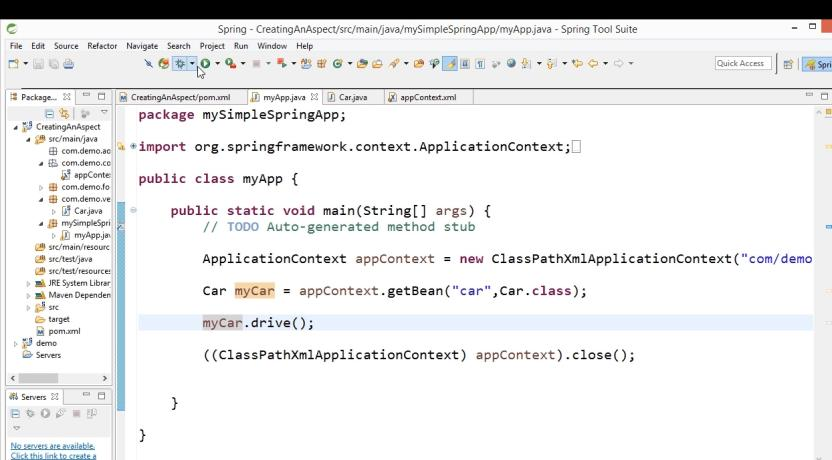 Spring - CreatingAnAspect/src/main/java/mySimpleSpringApp/myApp.java - Spring Tool Suite
File Edit Source Refactor Navigate Search Project Run Window Help
Quick Access
Spri
Package...
CreatingAnAspect/pom.xml
myApp.java
Car.java
appContext.xml
CreatingAnAspect
src/main/java
com.demo.ao
com.demo.co
appConte
com.demo.fo
com.demo.ve
Car.java
mySimpleSpri
myApp.jav
src/main/resourc
src/test/java
src/test/resources
JRE System Librar
Maven Dependen
src
target
pom.xml
demo
Servers
package mySimpleSpringApp;
import org.springframework.context.ApplicationContext;
public class myApp {
public static void main(String[] args) {
// TODO Auto-generated method stub
ApplicationContext appContext = new ClassPathXmlApplicationContext("com/demo
Car myCar = appContext.getBean("car",Car.class);
myCar.drive();
((ClassPathXmlApplicationContext) appContext).close();
}
}
Servers
No servers are available.
Click this link to create a